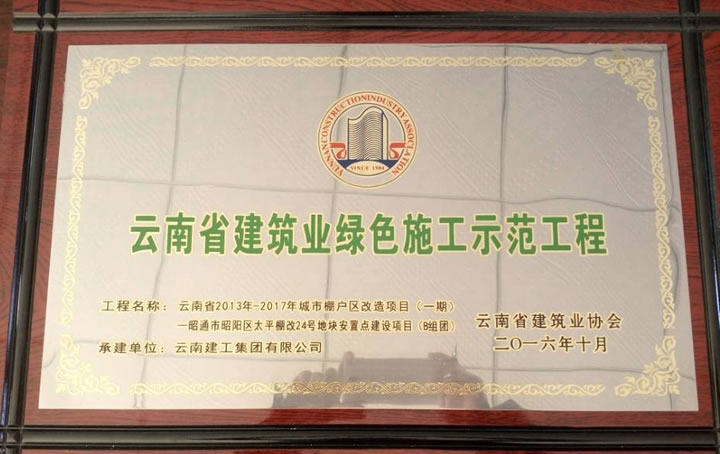 YUNNAN CONSTRUCTION INDUSTRY ASSOCIATION
SINCE 1984
云南省建筑业绿色施工示范工程
工程名称：云南省2013年-2017年城市棚户区改造项目（一期）
—昭通市昭阳区太平棚改24号地块安置点建设项目（B组团）
承建单位：云南建工集团有限公司
云南省建筑业协会
二O一六年十月